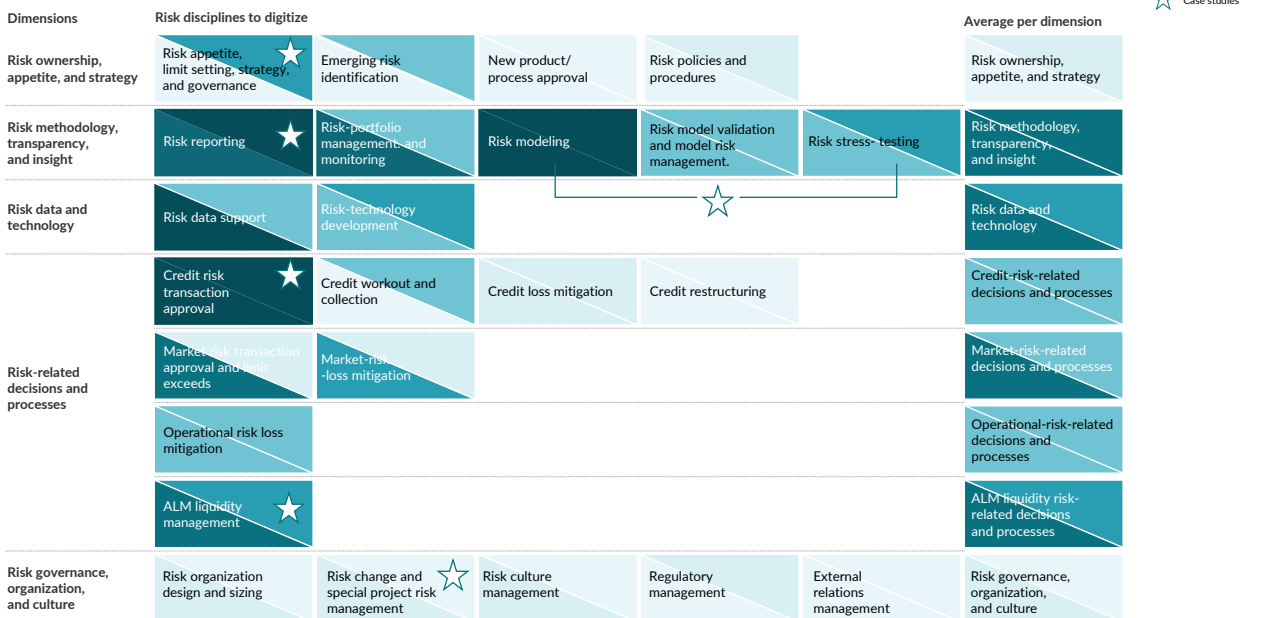 Case studies
Dimensions
Risk disciplines to digitize
Average per dimension
Risk ownership,
appetite, and strategy
Risk appetite,
limit setting, strategy,
and governance
Emerging risk
identification
New product/
process approval
Risk policies and
procedures
Risk ownership,
appetite, and strategy
Risk methodology,
transparency,
and insight
Risk reporting
Risk-portfolio
management. and
monitoring
Risk modeling
Risk model validation
and model risk
management.
Risk stress- testing
Risk methodology,
transparency,
and insight
Risk data and
technology
Risk data support
Risk-technology
development
Risk data and
technology
Risk-related
decisions and
processes
Credit risk
transaction
approval
Credit workout and
collection
Credit loss mitigation
Credit restructuring
Credit-risk-related
decisions and processes
Market-risk transaction
approval and limit
exceeds
Market-risk
-loss mitigation
Market-risk-related
decisions and processes
Operational risk loss
mitigation
Operational-risk-related
decisions and
processes
ALM liquidity
management
ALM liquidity risk-
related decisions
and processes
Risk governance,
organization,
and culture
Risk organization
design and sizing
Risk change and
special project risk
management
Risk culture
management
Regulatory
management
External
relations
management
Risk governance,
organization,
and culture